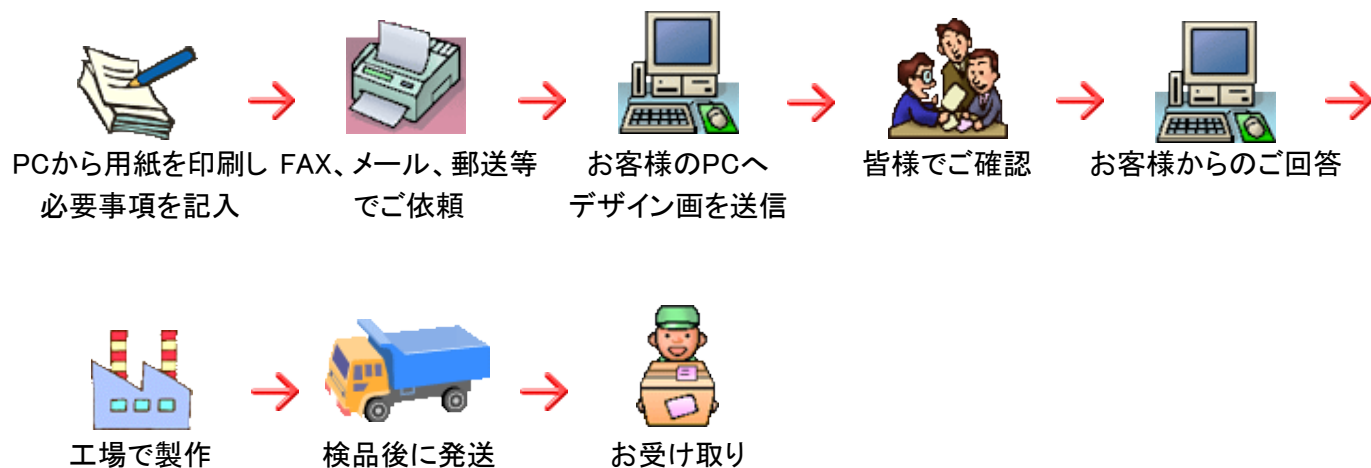 PCから用紙を印刷し
必要事項を記入
FAX、メール、郵送等
でご依頼
お客様のPCへ
デザイン画を送信
皆様でご確認
お客様からのご回答
工場で製作
検品後に発送
お受け取り